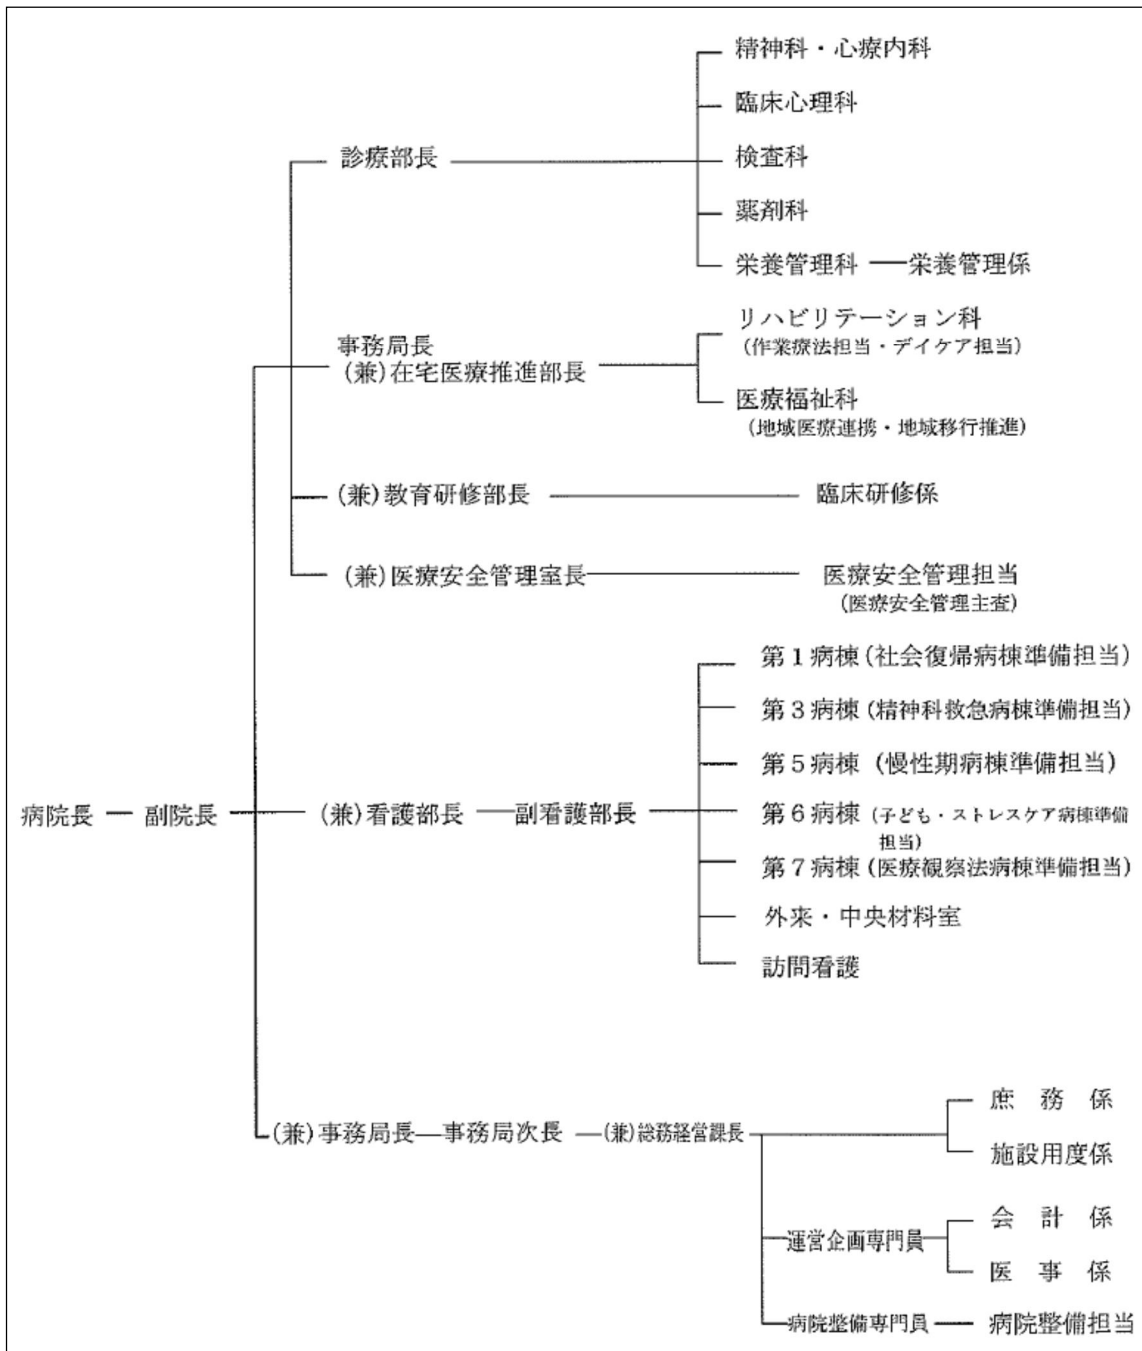 精神科・心療内科
臨床心理科
診療部長
検査科
薬剤科
栄養管理科
栄養管理係
事務局長
(兼)在宅医療推進部長
リハビリテーション科
(作業療法担当・デイケア担当)
医療福祉科
(地域医療連携・地域移行推進)
(兼)教育研修部長
臨床研修係
(兼)医療安全管理室長
医療安全管理担当
(医療安全管理主査)
病院長
副院長
(兼)看護部長
副看護部長
第1病棟(社会復帰病棟準備担当)
第3病棟(精神科救急病棟準備担当)
第5病棟(慢性期病棟準備担当)
第6病棟(子ども・ストレスケア病棟準備
担当)
第7病棟(医療観察法病棟準備担当)
外来・中央材料室
訪問看護
(兼)事務局長
事務局次長
(兼)総務経営課長
庶務係
施設用度係
運営企画専門員
会計係
医事係
病院整備専門員
病院整備担当